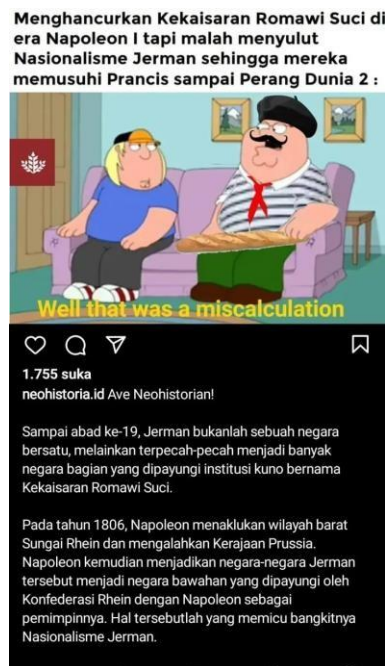 Menghancurkan Kekaisaran Romawi Suci di
era Napoleon I tapi malah menyulut
Nasionalisme Jerman sehingga mereka
memusuhi Prancis sampai Perang Dunia 2 :
Well that was a miscalculation
1.755 suka
neohistoria.id Ave Neohistorian!
Sampai abad ke-19, Jerman bukanlah sebuah negara
bersatu, melainkan terpecah-pecah menjadi banyak
negara bagian yang dipayungi institusi kuno bernama
Kekaisaran Romawi Suci.
Pada tahun 1806, Napoleon menaklukan wilayah barat
Sungai Rhein dan mengalahkan Kerajaan Prussia.
Napoleon kemudian menjadikan negara-negara Jerman
tersebut menjadi negara bawahan yang dipayungi oleh
Konfederasi Rhein dengan Napoleon sebagai
pemimpinnya. Hal tersebutlah yang memicu bangkitnya
Nasionalisme Jerman.